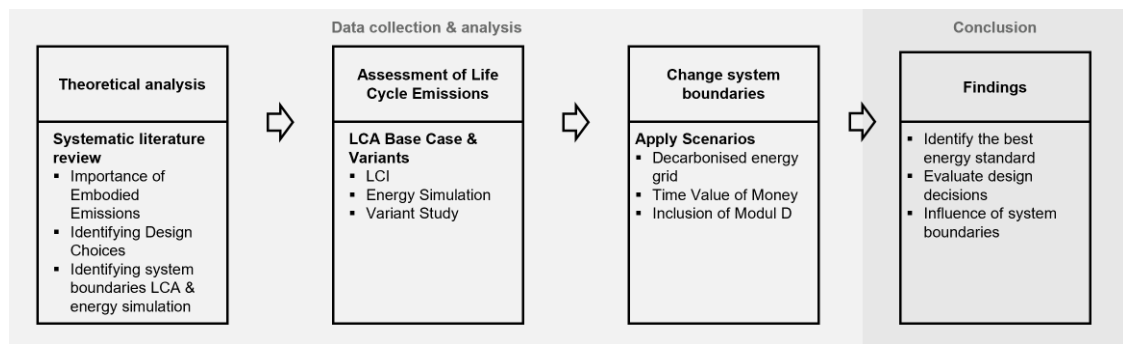 Data collection & analysis
Conclusion
Theoretical analysis
Systematic literature
review
▪ Importance of
Embodied
Emissions
▪ Identifying Design
Choices
▪ Identifying system
boundaries LCA &
energy simulation
Assessment of Life
Cycle Emissions
LCA Base Case &
Variants
▪ LCI
▪ Energy Simulation
▪ Variant Study
Change system
boundaries
Apply Scenarios
▪ Decarbonised energy
grid
▪ Time Value of Money
▪ Inclusion of Modul D
Findings
▪ Identify the best
energy standard
▪ Evaluate design
decisions
▪ Influence of system
boundaries